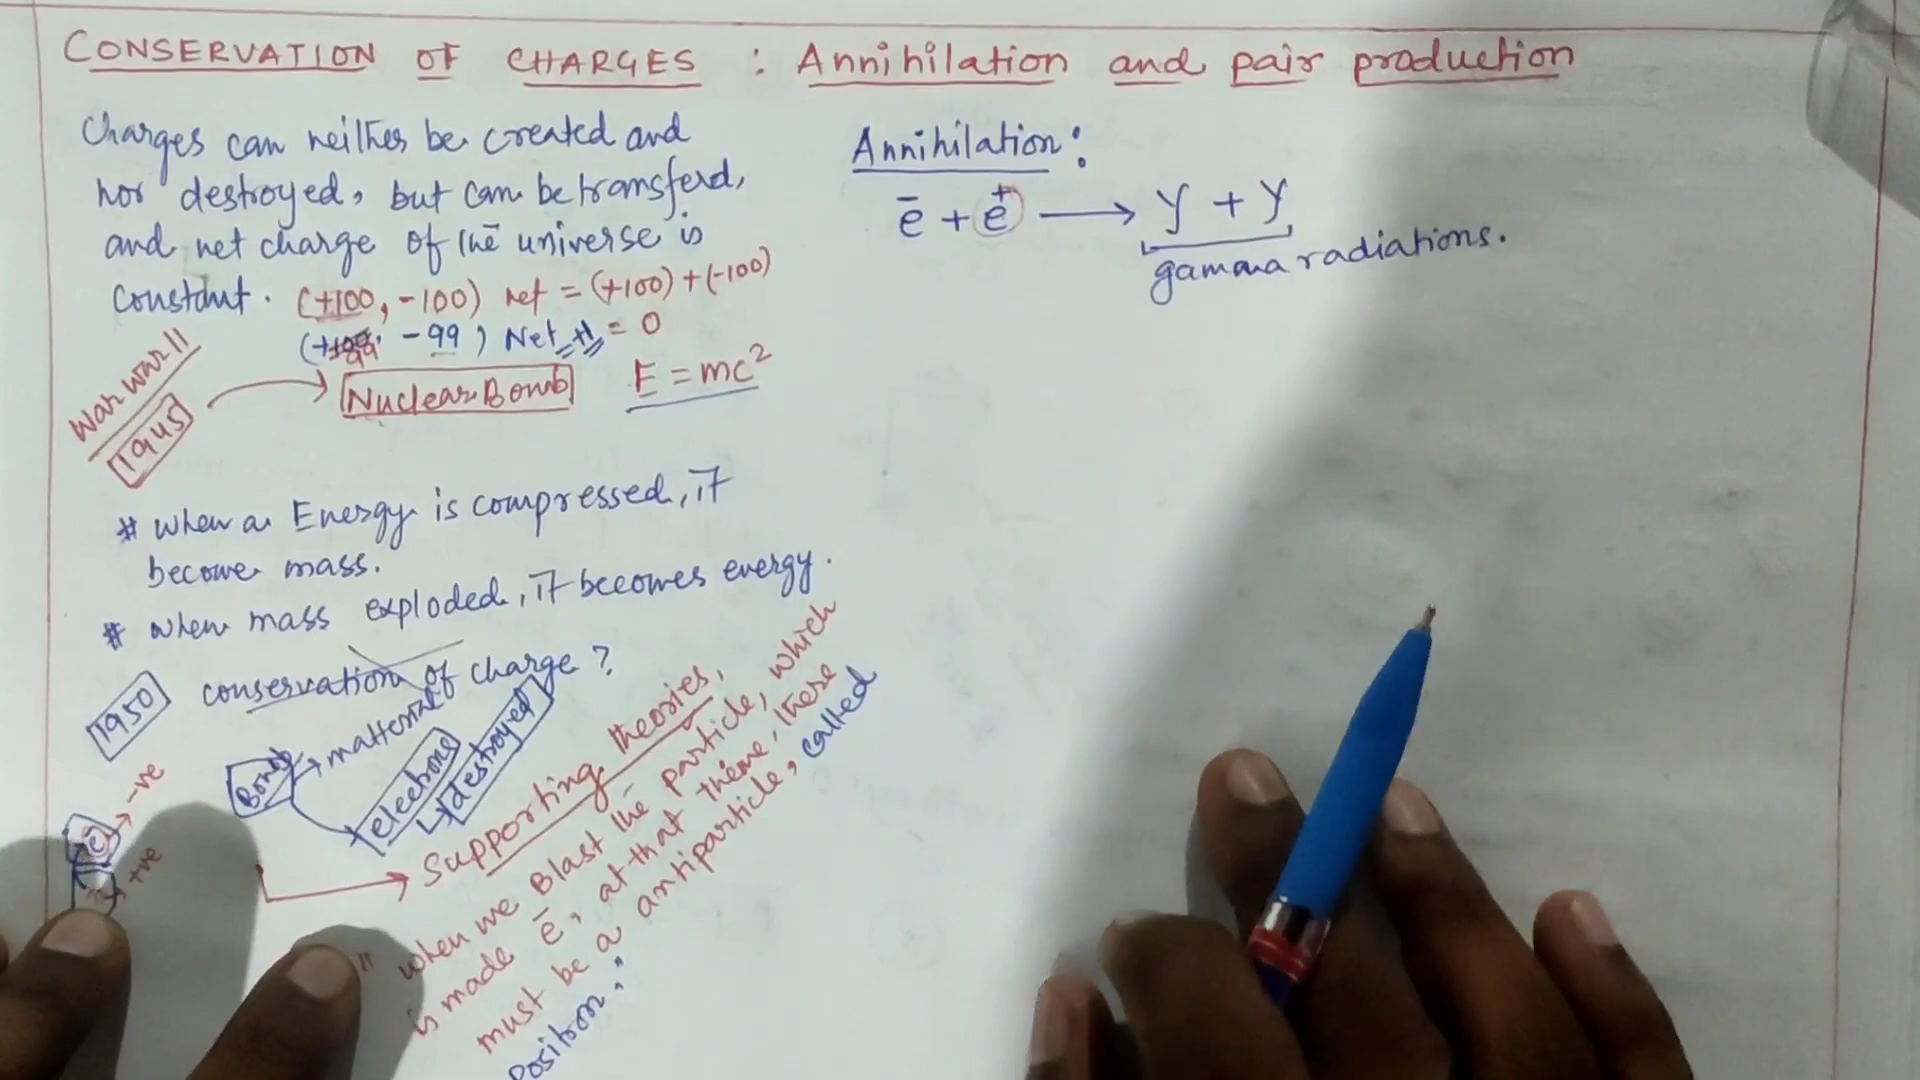 CONSERVATION OF CHARGES : Annihilation and pair production
Charges can neither be created and
nor destroyed, but can be transferd,
and net charge of the universe is
constant. (+100, -100) net = (+100) + (-100)
-99) Net +1 = 0
War War II
1945
Nuclear Bomb
E = mc²
# when a Energy is compressed, it
become mass.
# when mass exploded, it becomes energy.
1950
conservation of charge ?
Bomb
matterial
electrons
destroyed
e⁻
-ve
+ve
Supporting theories,
" when we Blast the particle, which
is made e⁻, at that theme, there
must be a antiparticle, called
Positron."
Annihilation:
e⁻ + e⁺ → γ + γ
gamma radiations.